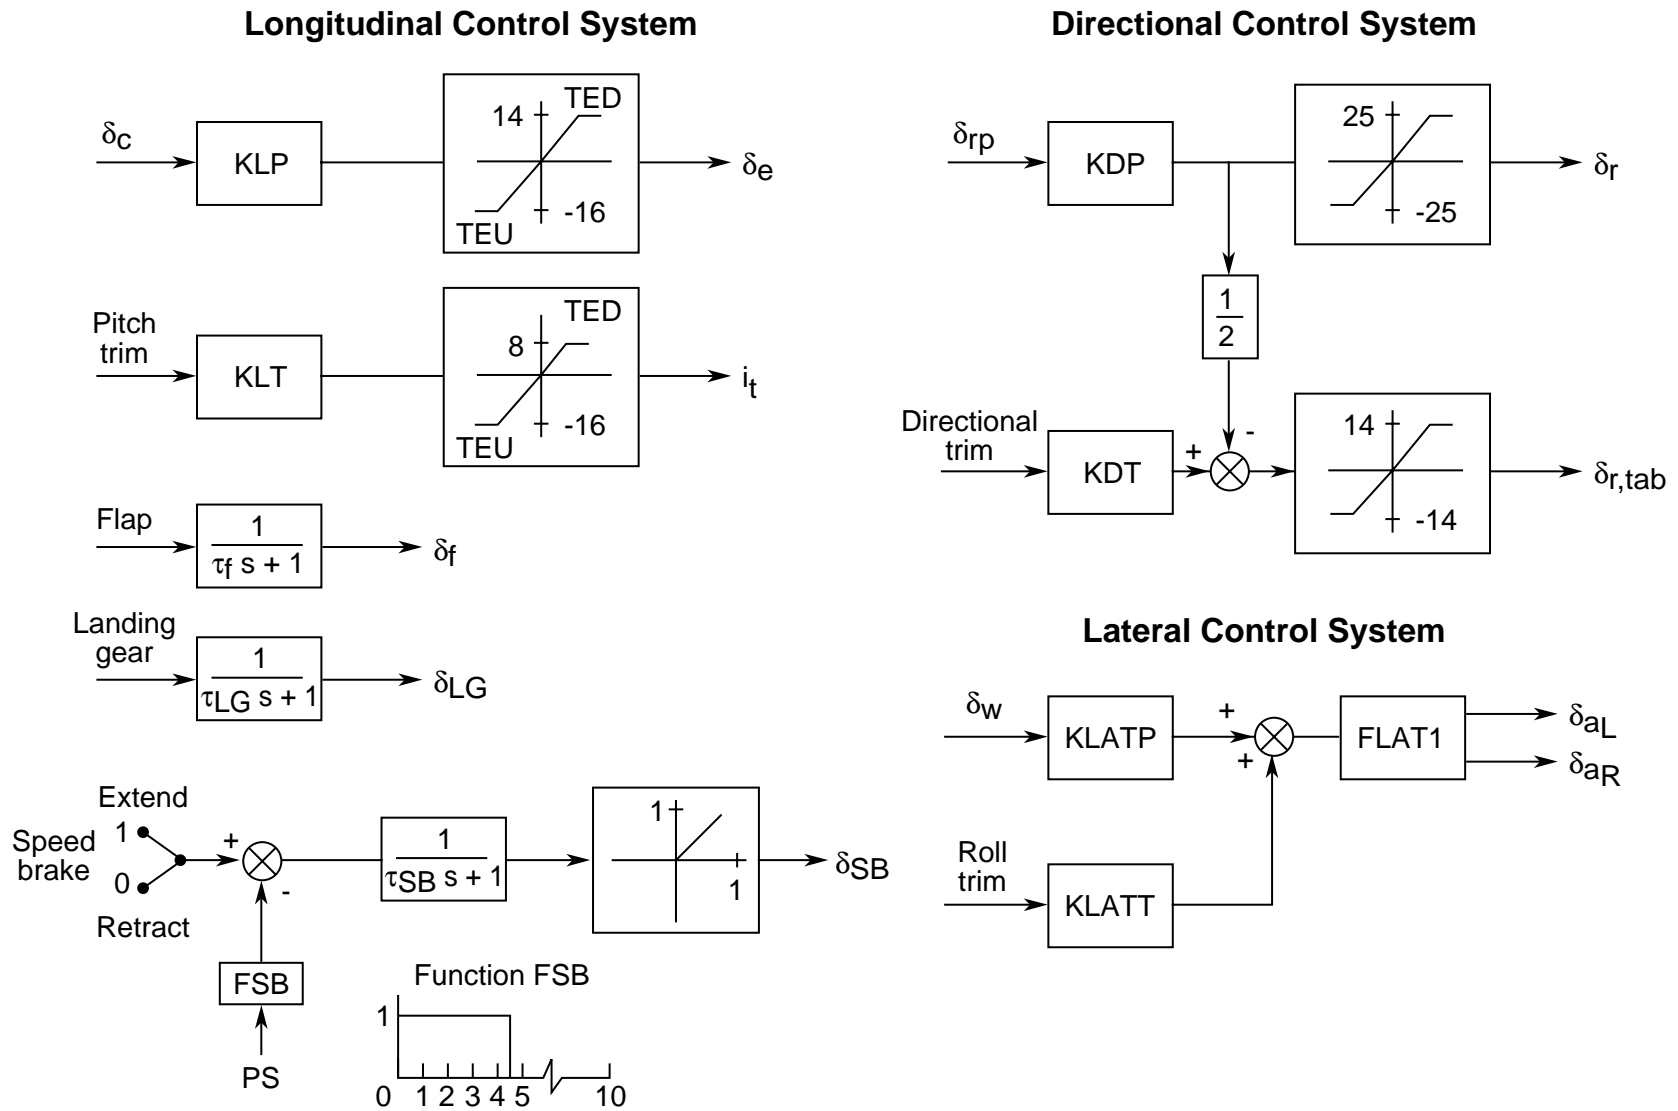 Longitudinal Control System
δc
KLP
14
TED
-16
TEU
δe
Pitch
trim
KLT
8
TED
-16
TEU
it
Flap
1
τf s + 1
δf
Landing
gear
1
τLG s + 1
δLG
Extend
Speed
brake
1
0
Retract
+
-
FSB
PS
1
τSB s + 1
1
1
δSB
Function FSB
1
0 1 2 3 4 5 10
Directional Control System
δrp
KDP
25
-25
δr
1
2
Directional
trim
KDT
+
-
14
-14
δr,tab
Lateral Control System
δw
KLATP
+
+
FLAT1
δaL
δaR
Roll
trim
KLATT